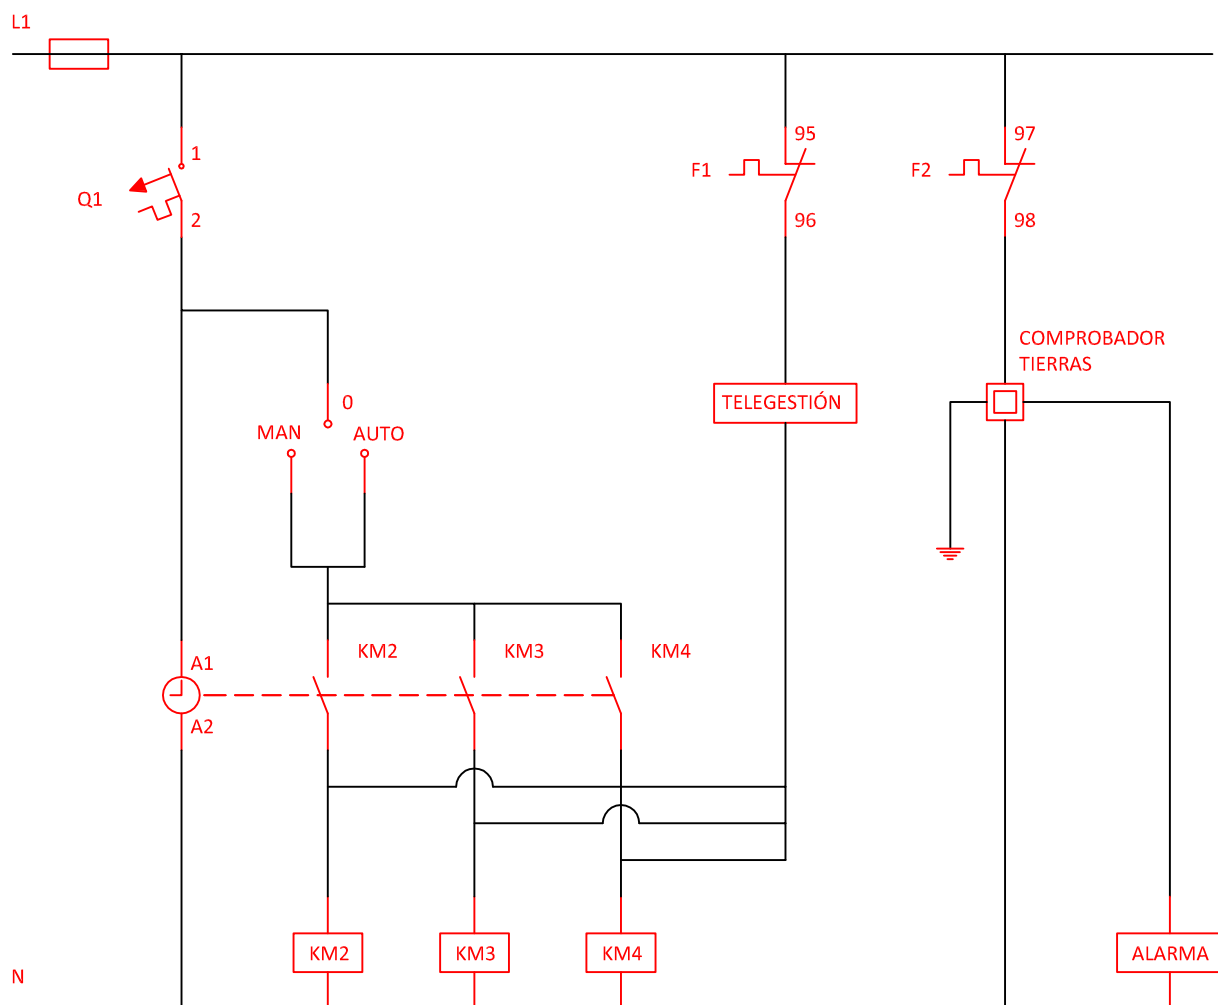 L1
1
Q1
2
95
F1
96
97
F2
98
COMPROBADOR
TIERRAS
0
MAN
AUTO
TELEGESTIÓN
KM2
KM3
KM4
A1
A2
KM2
KM3
KM4
ALARMA
N